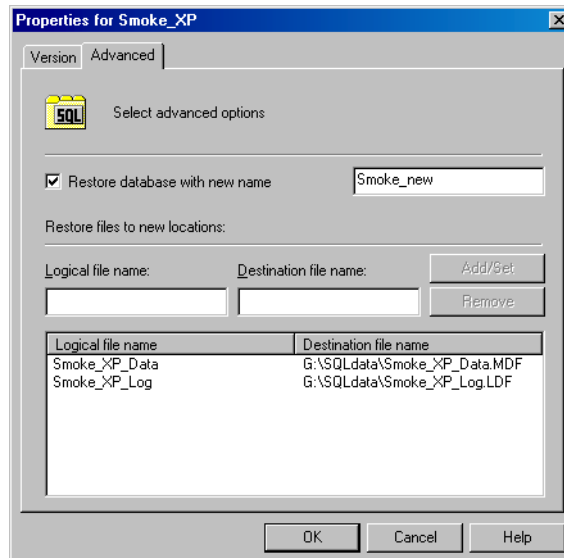 Properties for Smoke_XP
Version Advanced
SQL Select advanced options
Restore database with new name Smoke_new
Restore files to new locations:
Logical file name: Destination file name: Add/Set
Remove
Logical file name Destination file name
Smoke_XP_Data G:\SQLdata\Smoke_XP_Data.MDF
Smoke_XP_Log G:\SQLdata\Smoke_XP_Log.LDF
OK Cancel Help